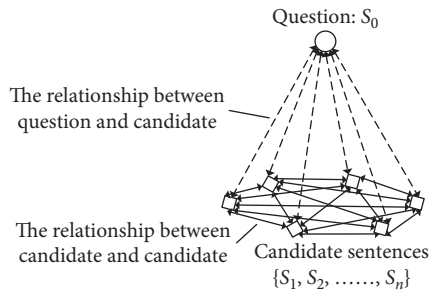 Question: S0
The relationship between
question and candidate
The relationship between
candidate and candidate
Candidate sentences
{S1, S2, ......, Sn}